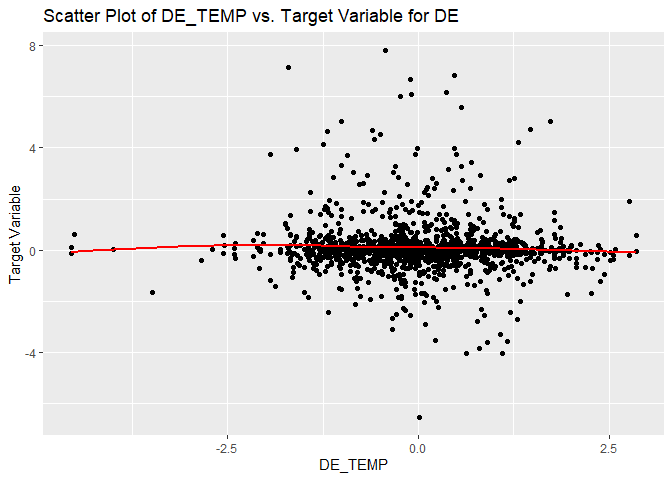 Scatter Plot of DE_TEMP vs. Target Variable for DE
Target Variable
8
4
0
-4
-2.5
0.0
2.5
DE_TEMP